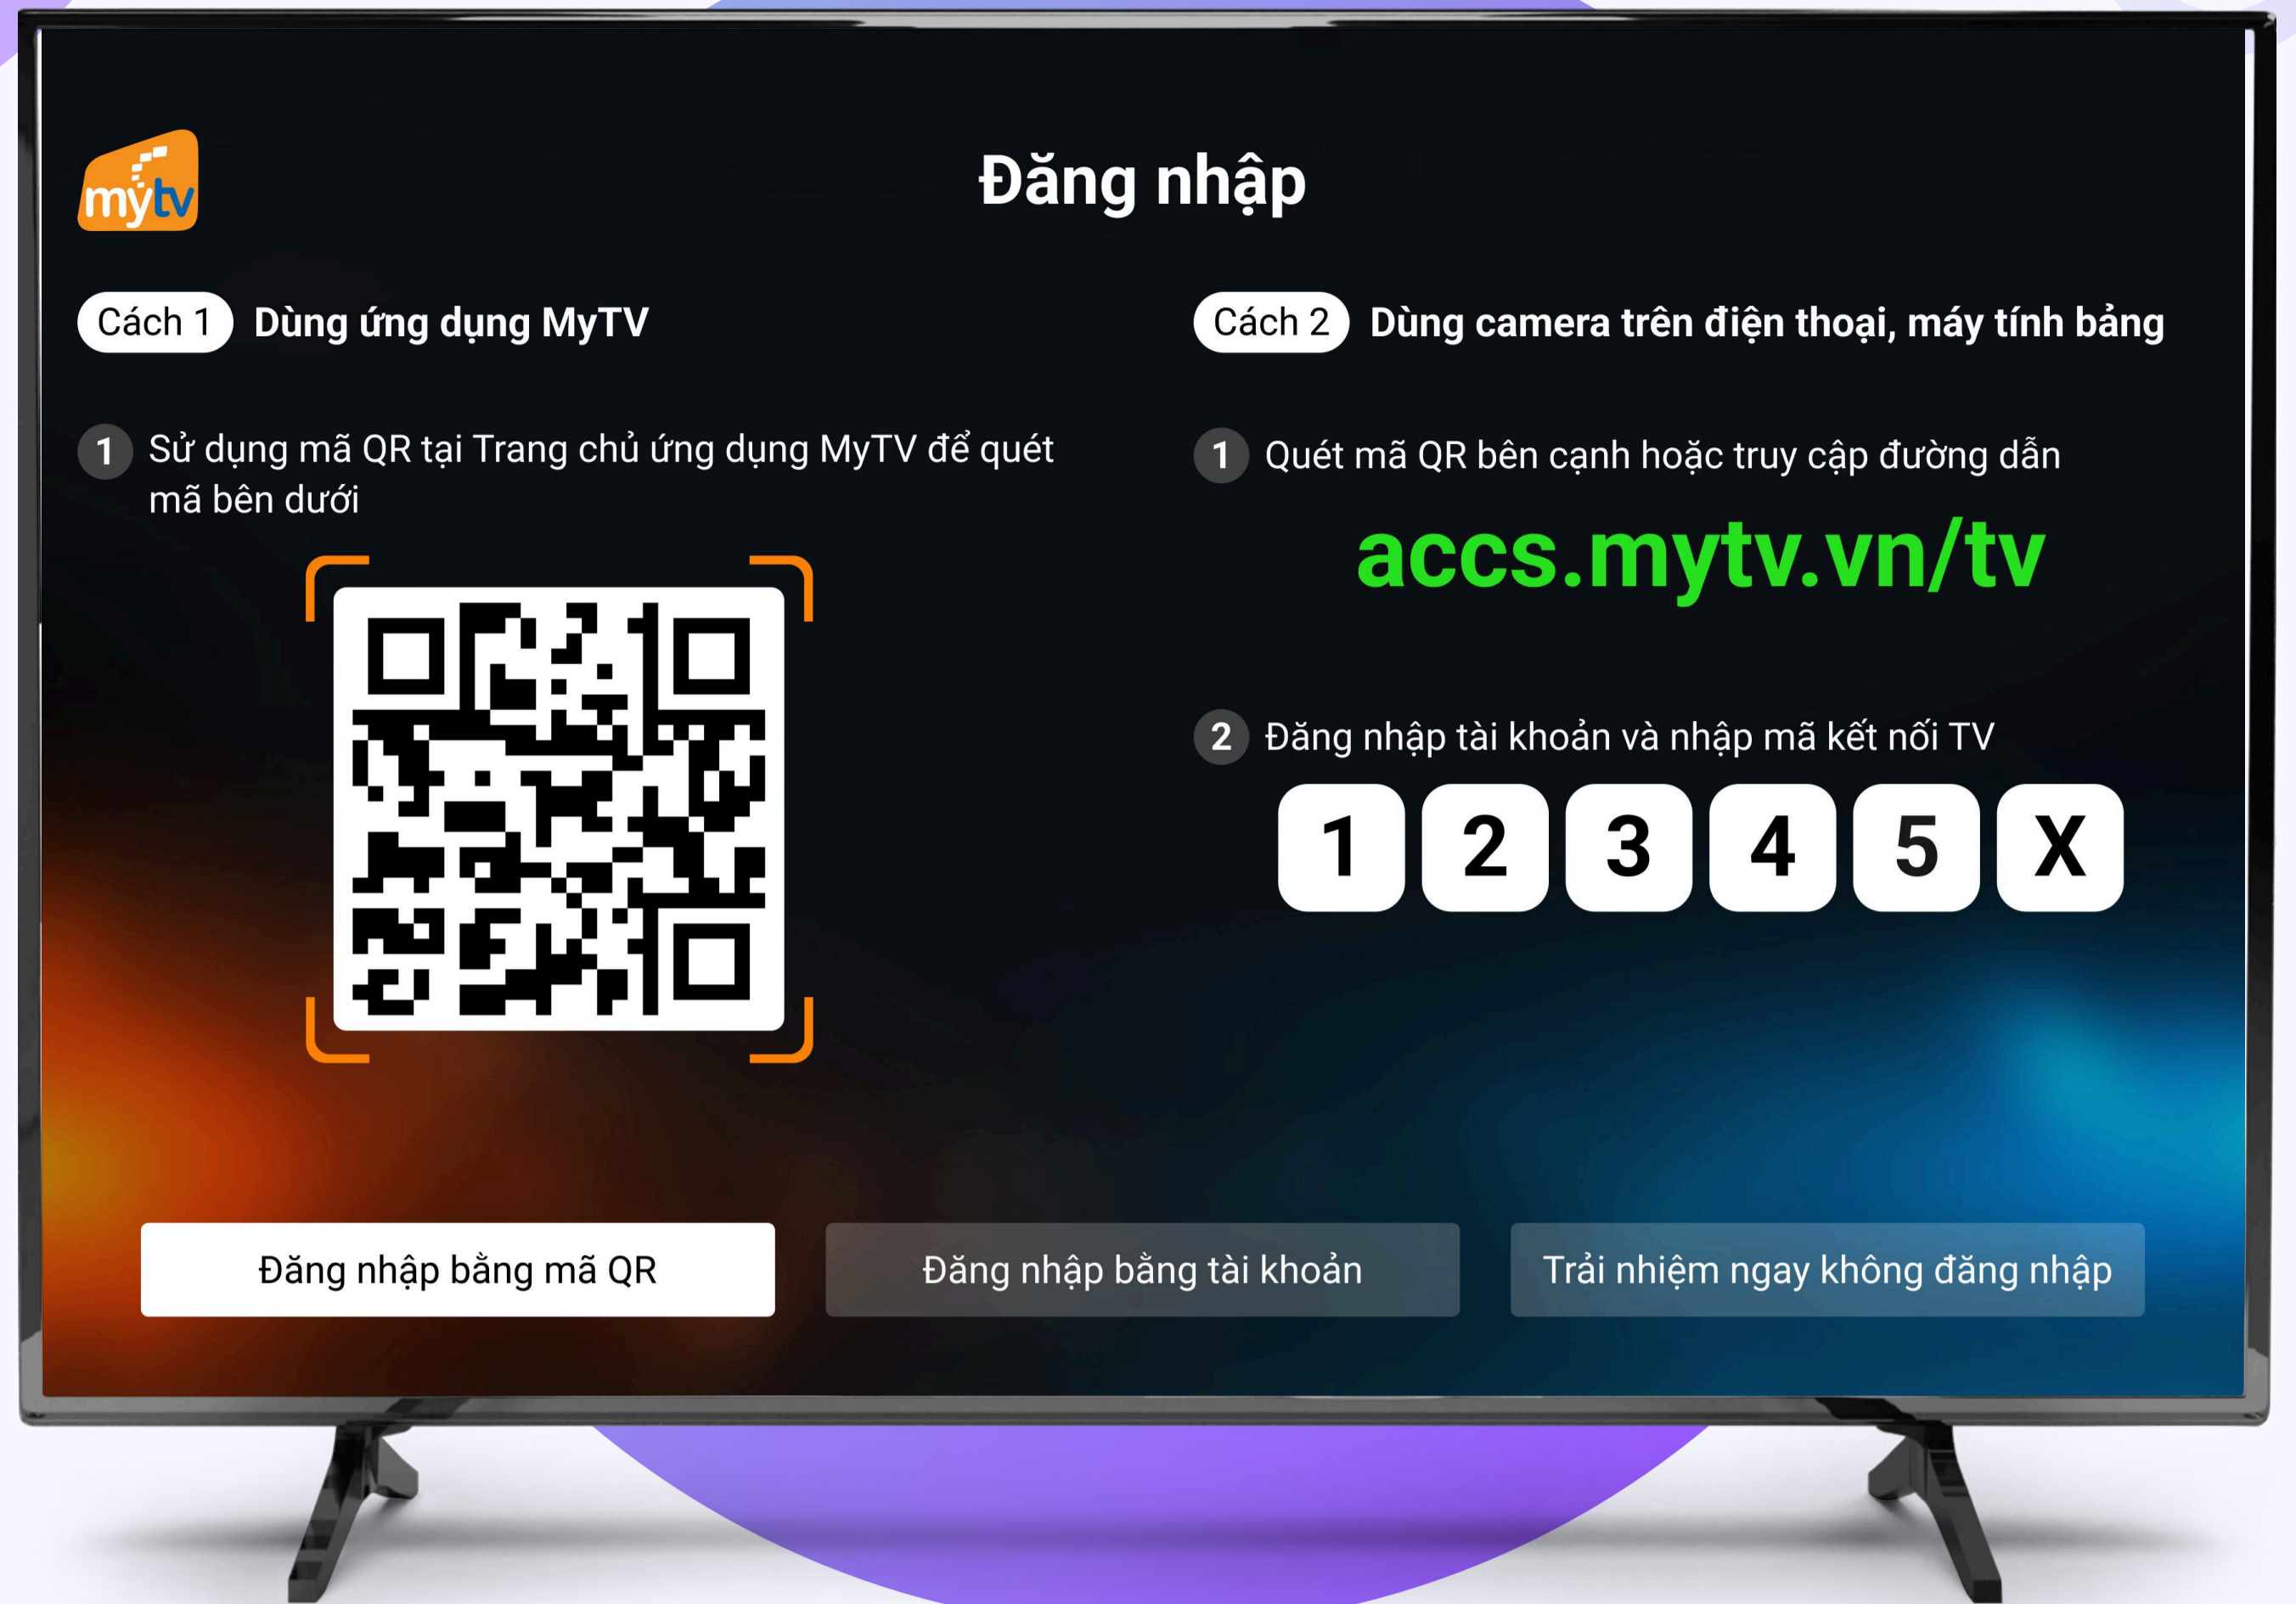 mytv
Đăng nhập
Cách 1 Dùng ứng dụng MyTV
1 Sử dụng mã QR tại Trang chủ ứng dụng MyTV để quét
mã bên dưới
Cách 2 Dùng camera trên điện thoại, máy tính bảng
1 Quét mã QR bên cạnh hoặc truy cập đường dẫn
accs.mytv.vn/tv
2 Đăng nhập tài khoản và nhập mã kết nối TV
1 2 3 4 5 X
Đăng nhập bằng mã QR
Đăng nhập bằng tài khoản
Trải nhiệm ngay không đăng nhập